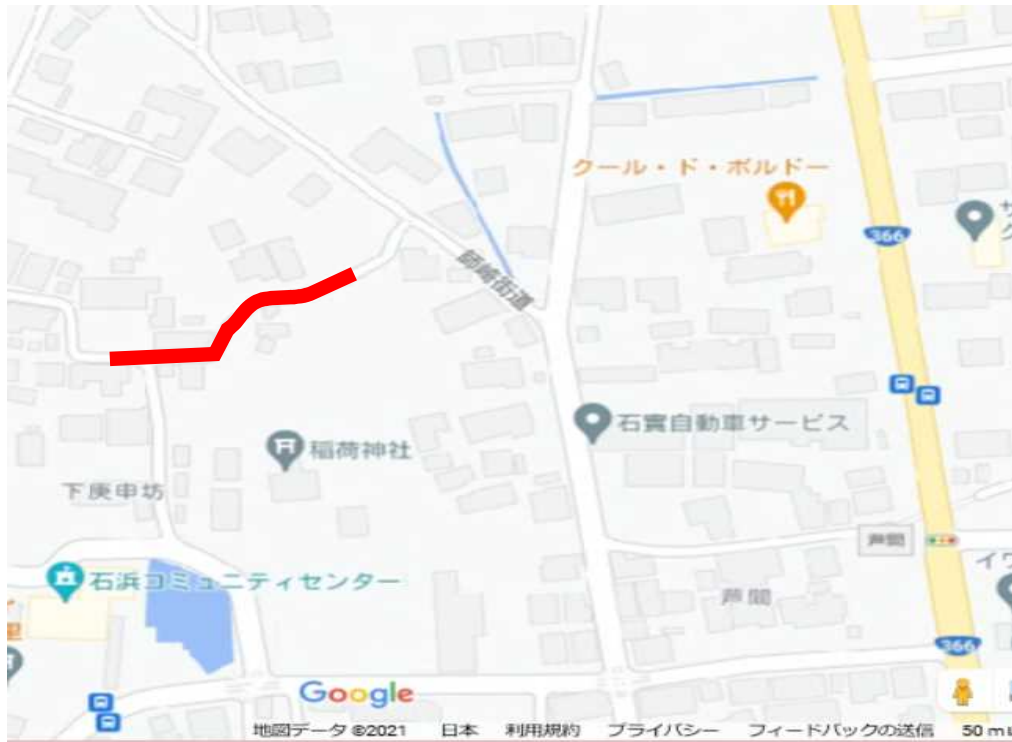 クール・ド・ボルドー
366
師崎街道
石實自動車サービス
稲荷神社
下庚申坊
芦間
石浜コミュニティセンター
芦間
366
Google
地図データ ©2021 日本 利用規約 プライバシー フィードバックの送信 50 m